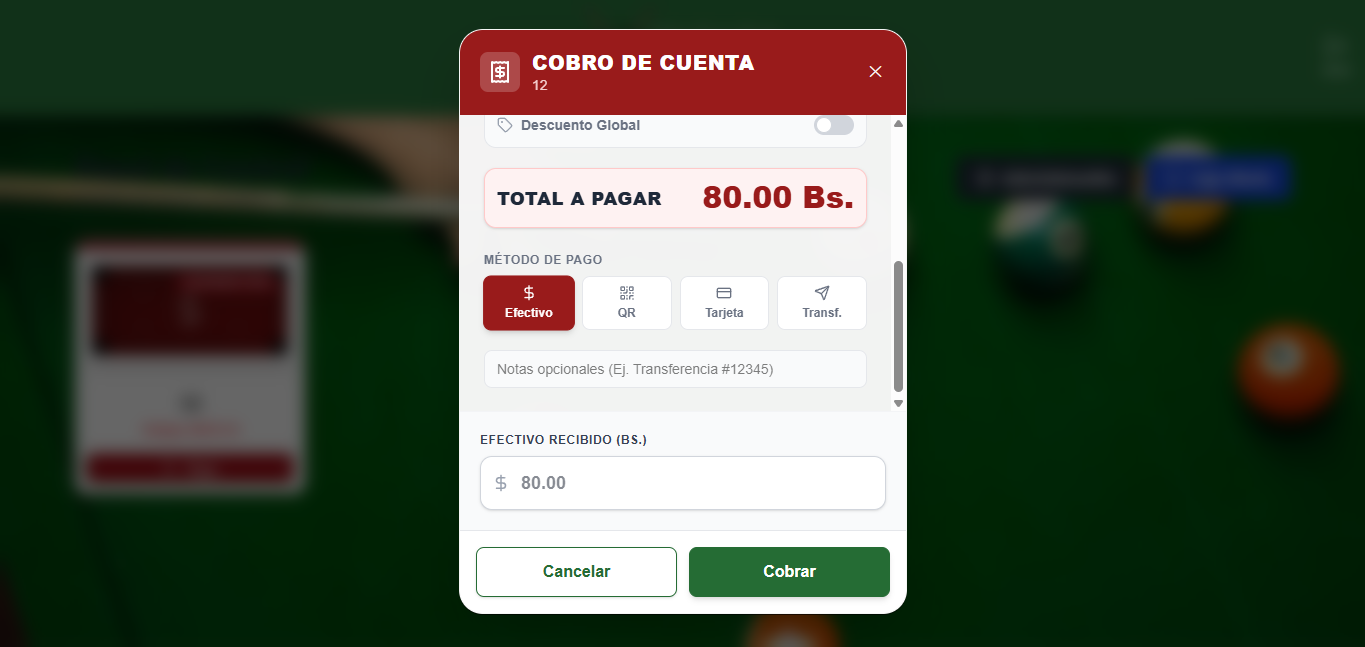 COBRO DE CUENTA
12
Descuento Global
TOTAL A PAGAR 80.00 Bs.
MÉTODO DE PAGO
Efectivo QR Tarjeta Transf.
Notas opcionales (Ej. Transferencia #12345)
EFECTIVO RECIBIDO (BS.)
$ 80.00
Cancelar Cobrar